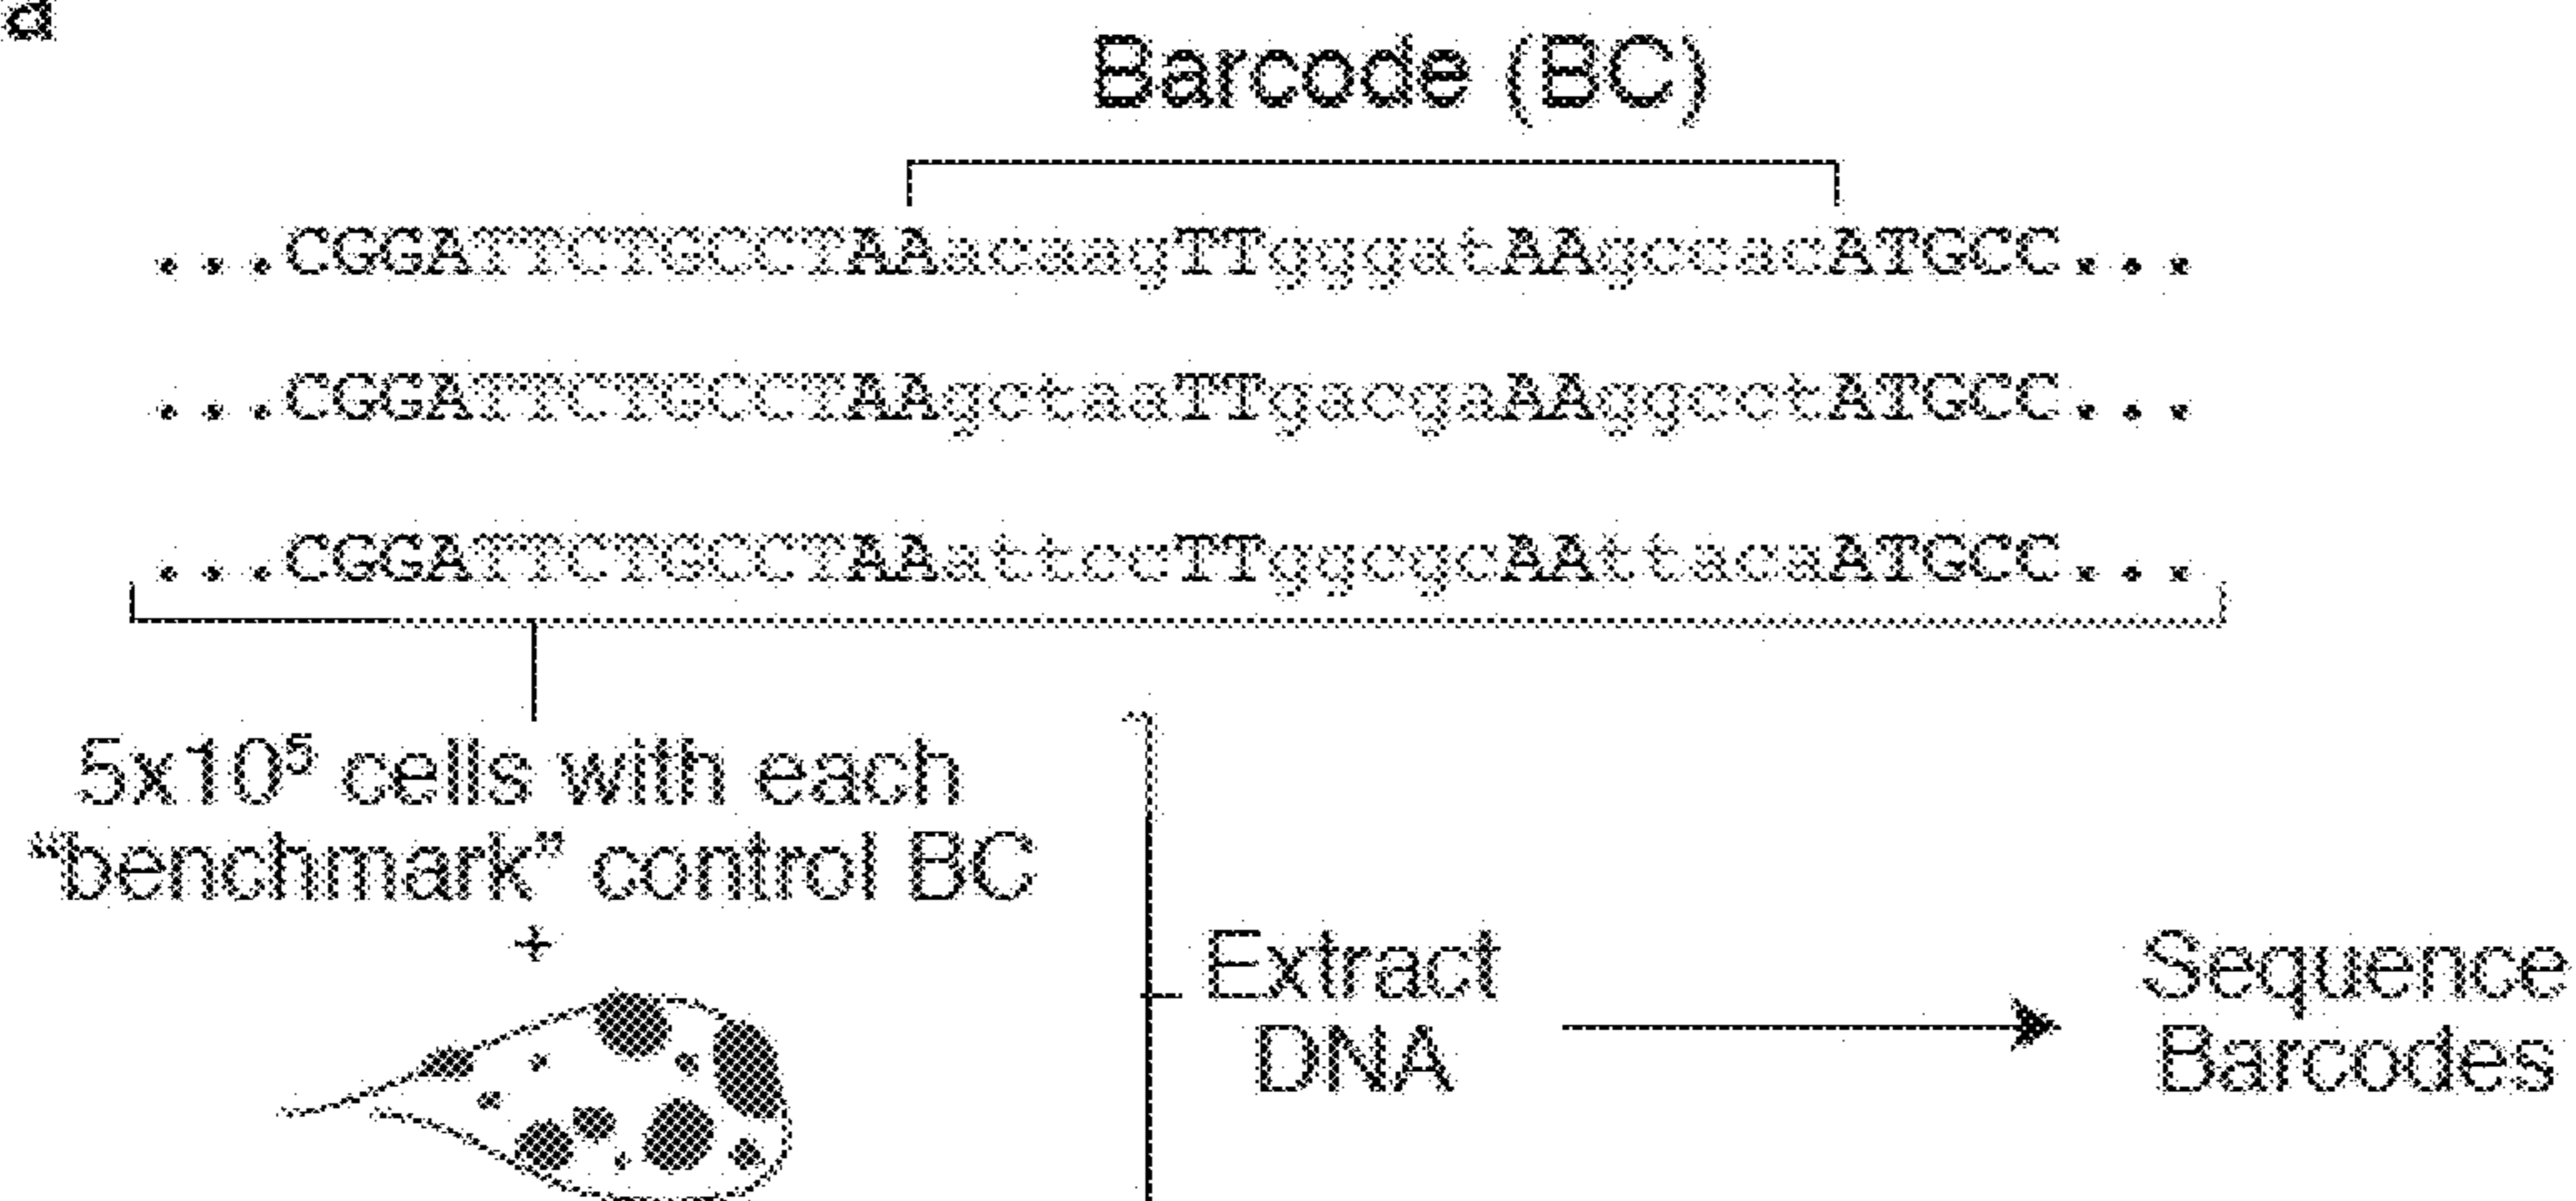 Barcode (BC)
...CGGATTCTGCCTAAacaagTTgggatAAgccacATGCC...
...CGGATTCTGCCTAAgctaaTTgacgaAAggcctATGCC...
...CGGATTCTGCCTAAattccTTggcgcAAttacaATGCC...
5x10⁵ cells with each
“benchmark” control BC
+
Extract
DNA
Sequence
Barcodes